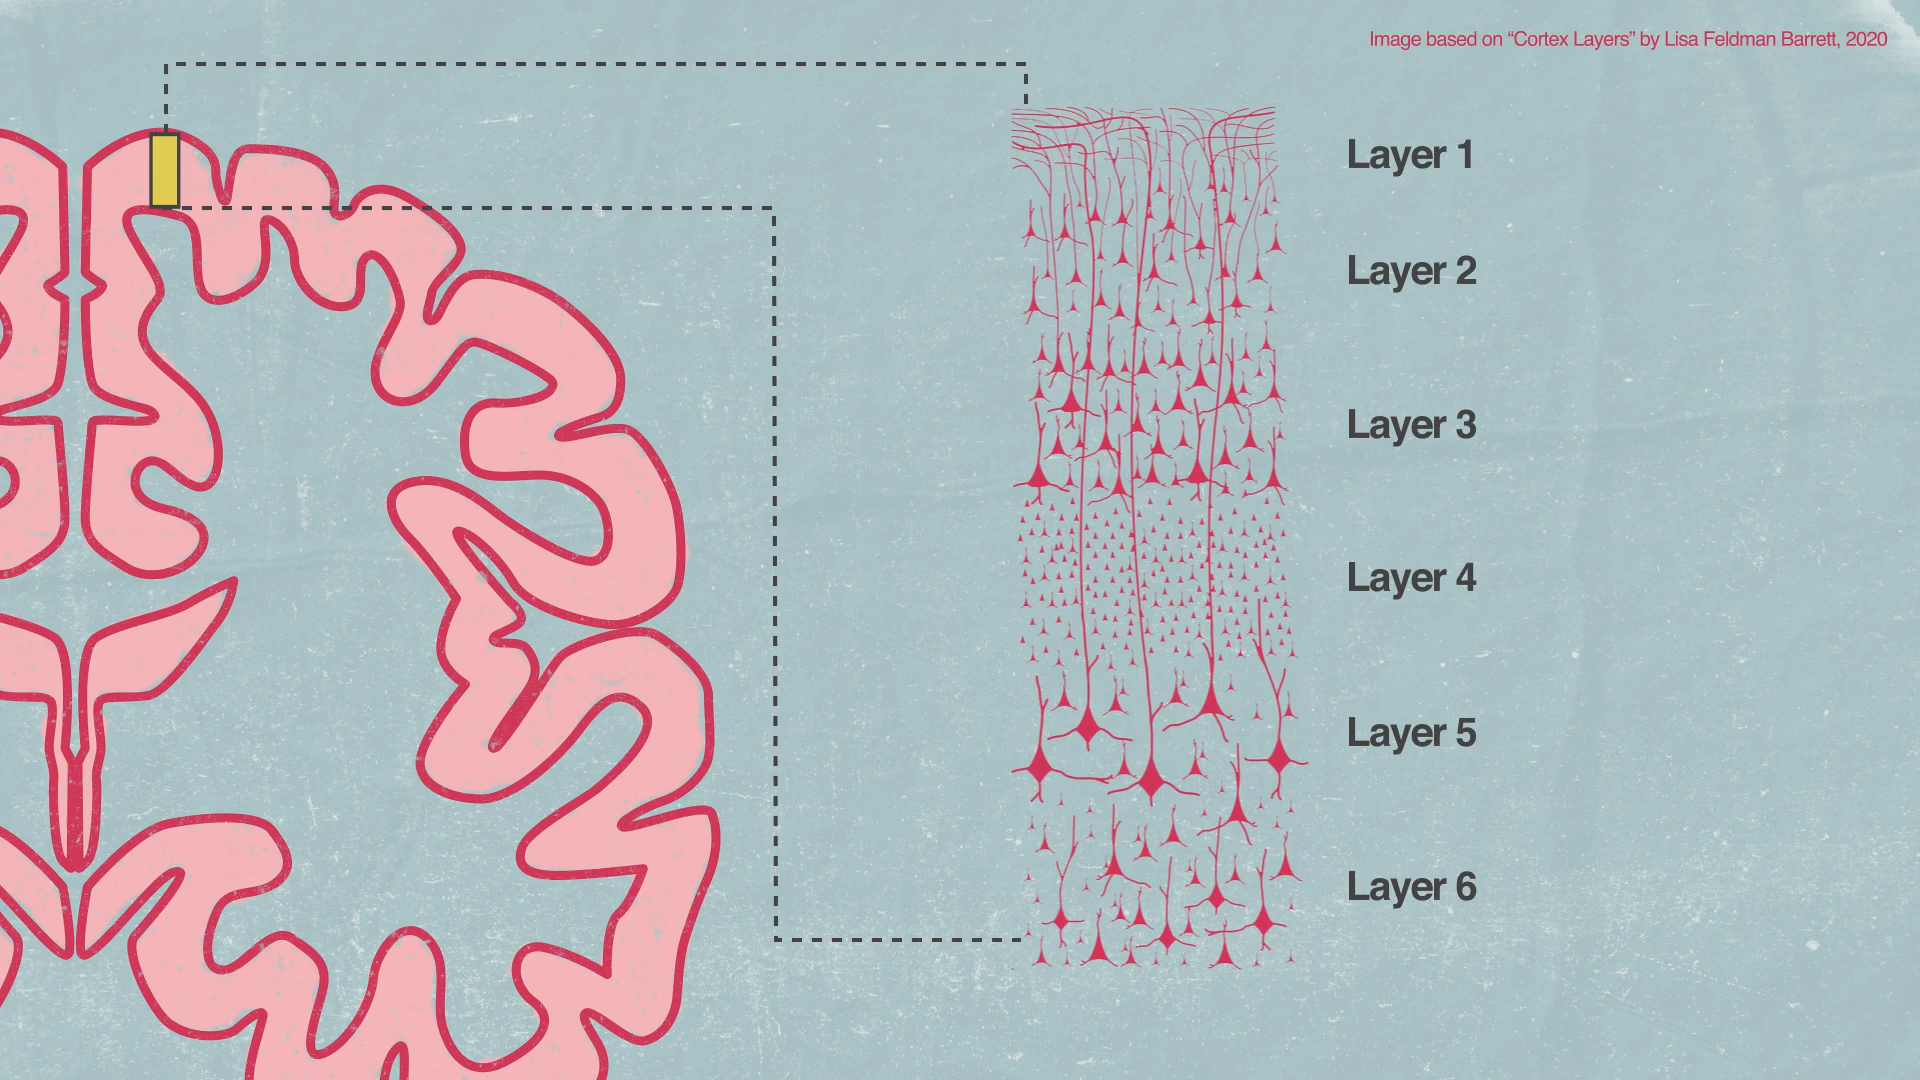 Image based on “Cortex Layers” by Lisa Feldman Barrett, 2020
Layer 1
Layer 2
Layer 3
Layer 4
Layer 5
Layer 6